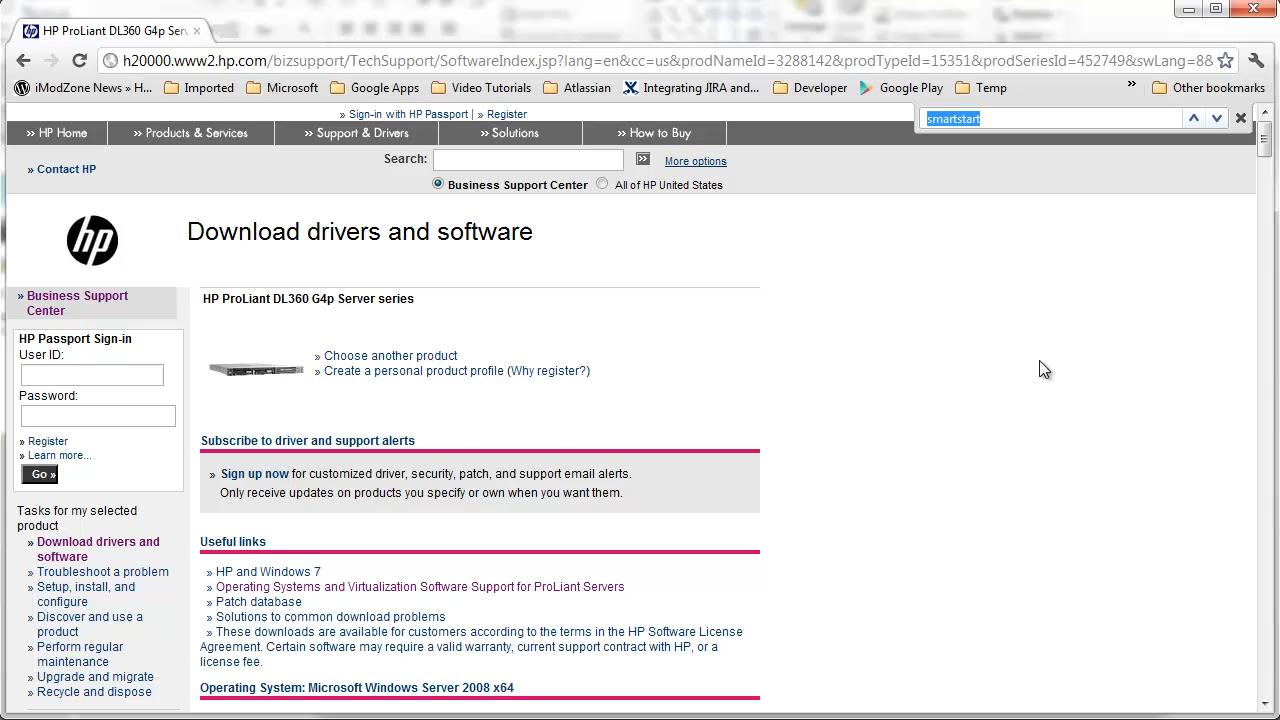 HP ProLiant DL360 G4p Serv
h20000.www2.hp.com/bizsupport/TechSupport/SoftwareIndex.jsp?lang=en&cc=us&prodNameId=3288142&prodTypeId=15351&prodSeriesId=452749&swLang=8&
iModZone News » H... Imported Microsoft Google Apps Video Tutorials Atlassian Integrating JIRA and... Developer Google Play Temp » Other bookmarks
» Sign-in with HP Passport | » Register
smartstart
» HP Home » Products & Services » Support & Drivers » Solutions » How to Buy
Search: » More options
» Contact HP
Business Support Center All of HP United States
hp
Download drivers and software
» Business Support
Center
HP Passport Sign-in
User ID:
Password:
» Register
» Learn more...
Go »
Tasks for my selected
product
» Download drivers and
software
» Troubleshoot a problem
» Setup, install, and
configure
» Discover and use a
product
» Perform regular
maintenance
» Upgrade and migrate
» Recycle and dispose
HP ProLiant DL360 G4p Server series
» Choose another product
» Create a personal product profile (Why register?)
Subscribe to driver and support alerts
» Sign up now for customized driver, security, patch, and support email alerts.
Only receive updates on products you specify or own when you want them.
Useful links
» HP and Windows 7
» Operating Systems and Virtualization Software Support for ProLiant Servers
» Patch database
» Solutions to common download problems
» These downloads are available for customers according to the terms in the HP Software License
Agreement. Certain software may require a valid warranty, current support contract with HP, or a
license fee.
Operating System: Microsoft Windows Server 2008 x64